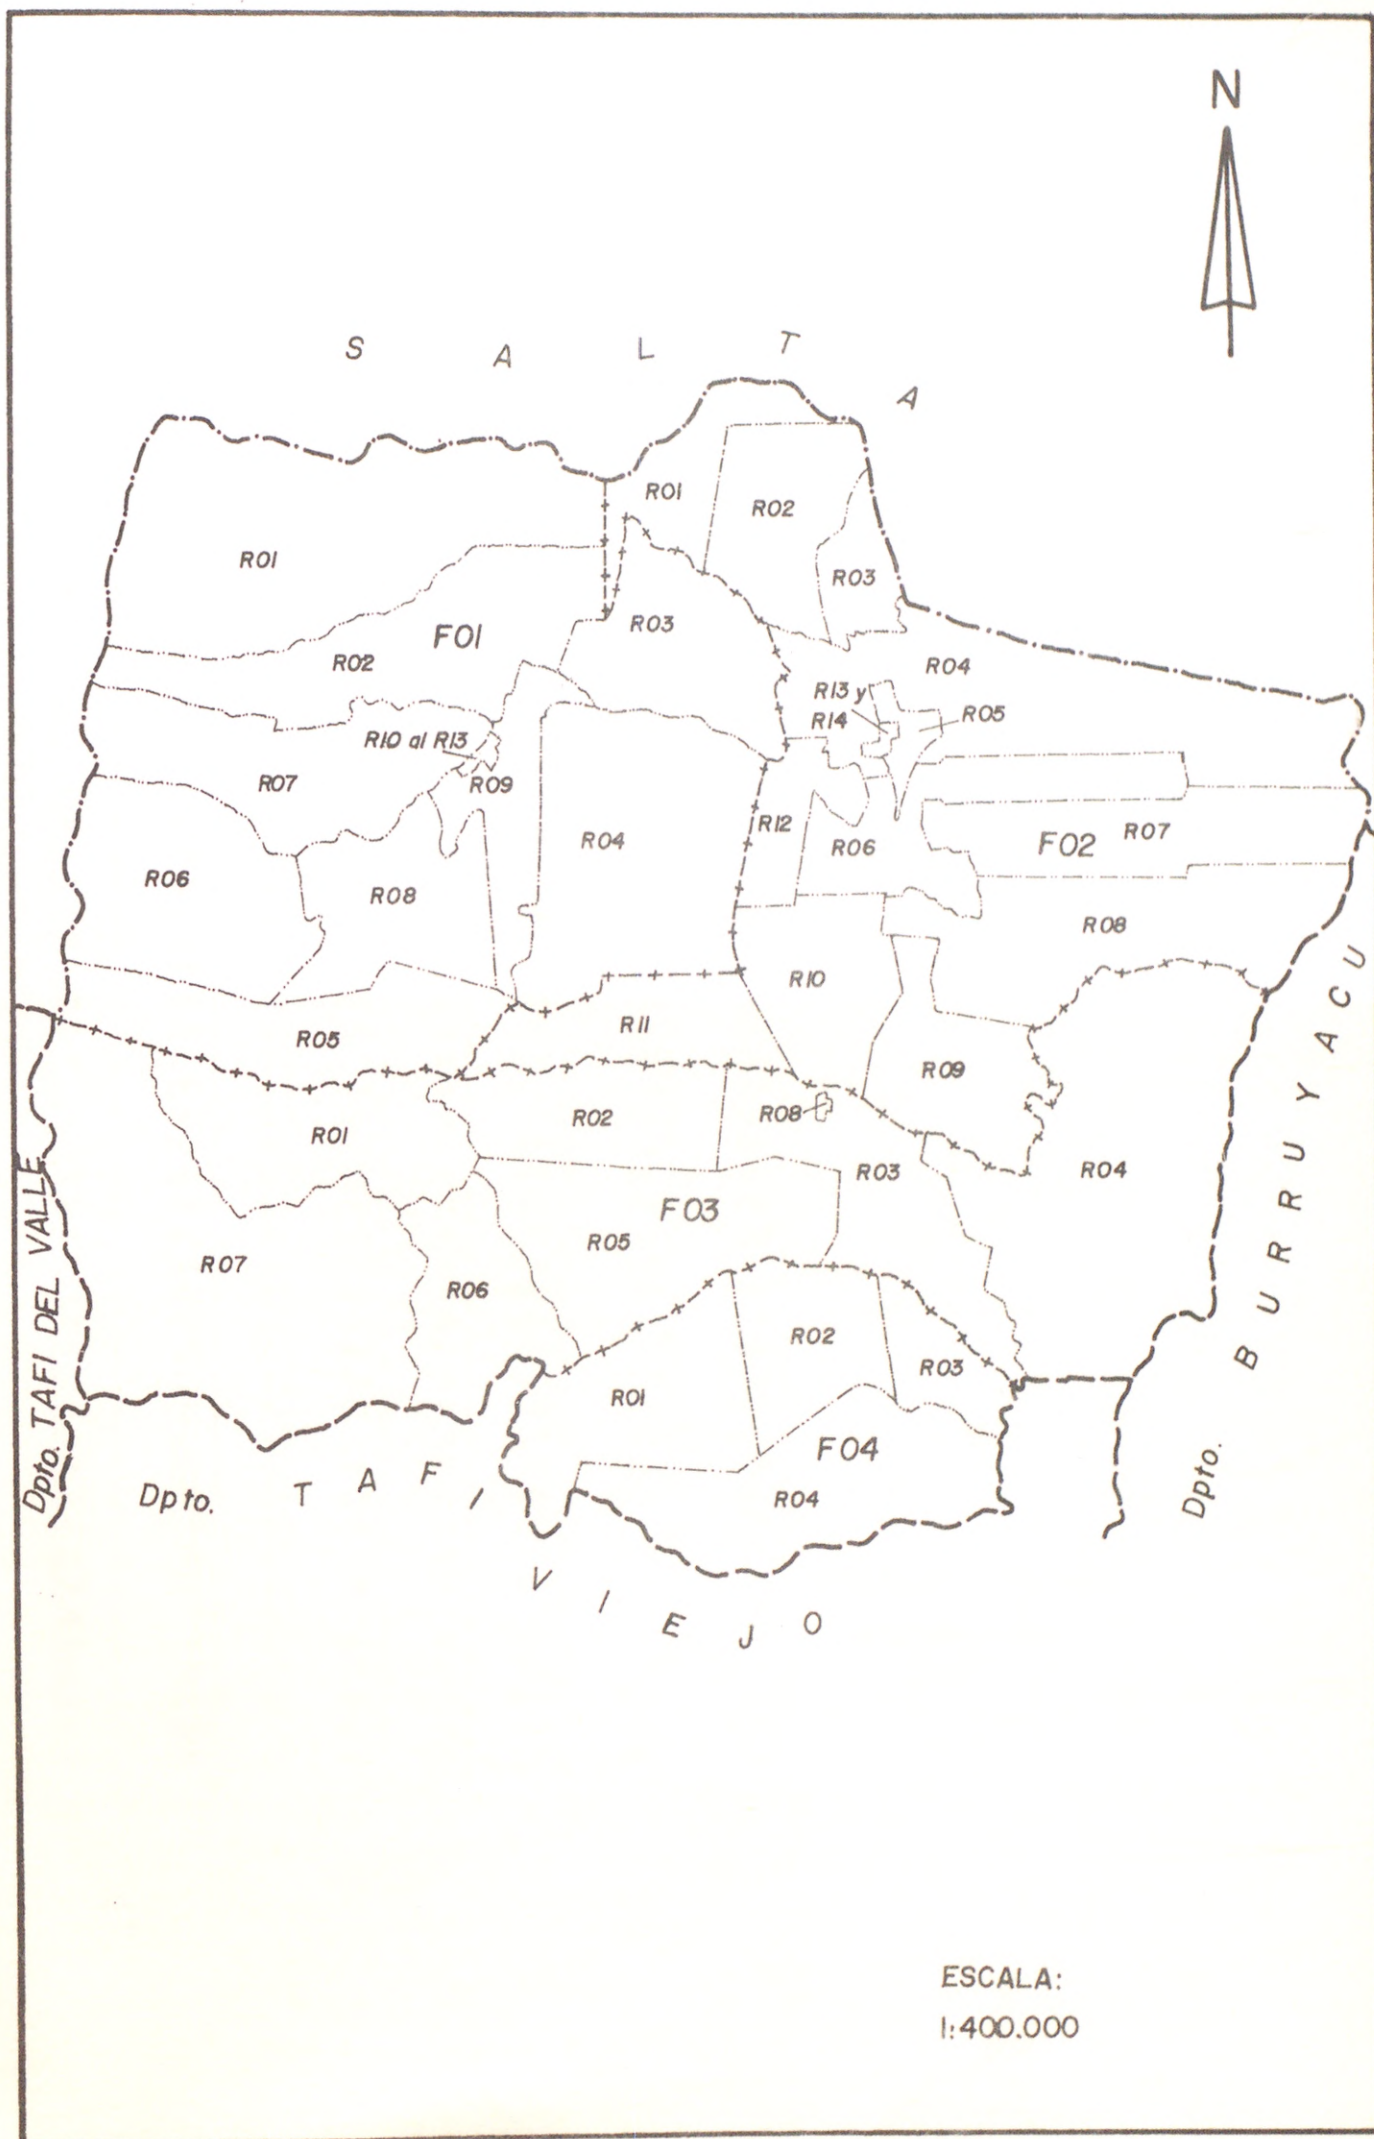 N
SALTA
R01
R02
R01
R03
R03
F01
R02
R04
R13 y
R14
R05
R10 al R13
R07
R09
R12
R04
R06
F02
R07
R06
R08
R08
R10
R11
R05
R09
R08
R02
R01
R03
R04
F03
R05
R07
R06
R02
R03
R01
F04
R04
Dpto. TAFI DEL VALLE
Dpto. TAFI VIEJO
Dpto. BURRUYACU
ESCALA:
1:400.000